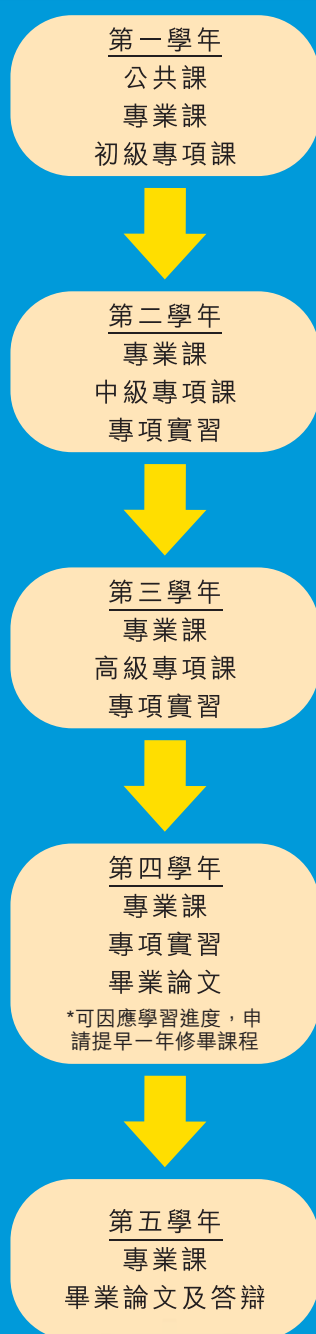 第一學年
公共課
專業課
初級專項課
第二學年
專業課
中級專項課
專項實習
第三學年
專業課
高級專項課
專項實習
第四學年
專業課
專項實習
畢業論文
*可因應學習進度，申
請提早一年修畢課程
第五學年
專業課
畢業論文及答辯